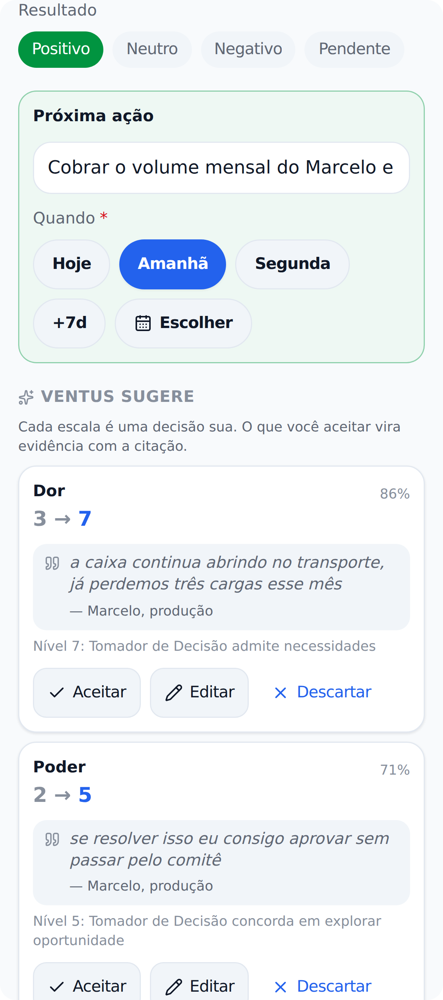 Resultado
Positivo Neutro Negativo Pendente
Próxima ação
Cobrar o volume mensal do Marcelo e
Quando *
Hoje Amanhã Segunda
+7d Escolher
VENTUS SUGERE
Cada escala é uma decisão sua. O que você aceitar vira
evidência com a citação.
Dor 86%
3 → 7
a caixa continua abrindo no transporte,
já perdemos três cargas esse mês
— Marcelo, produção
Nível 7: Tomador de Decisão admite necessidades
Aceitar Editar Descartar
Poder 71%
2 → 5
se resolver isso eu consigo aprovar sem
passar pelo comitê
— Marcelo, produção
Nível 5: Tomador de Decisão concorda em explorar
oportunidade
Aceitar Editar Descartar